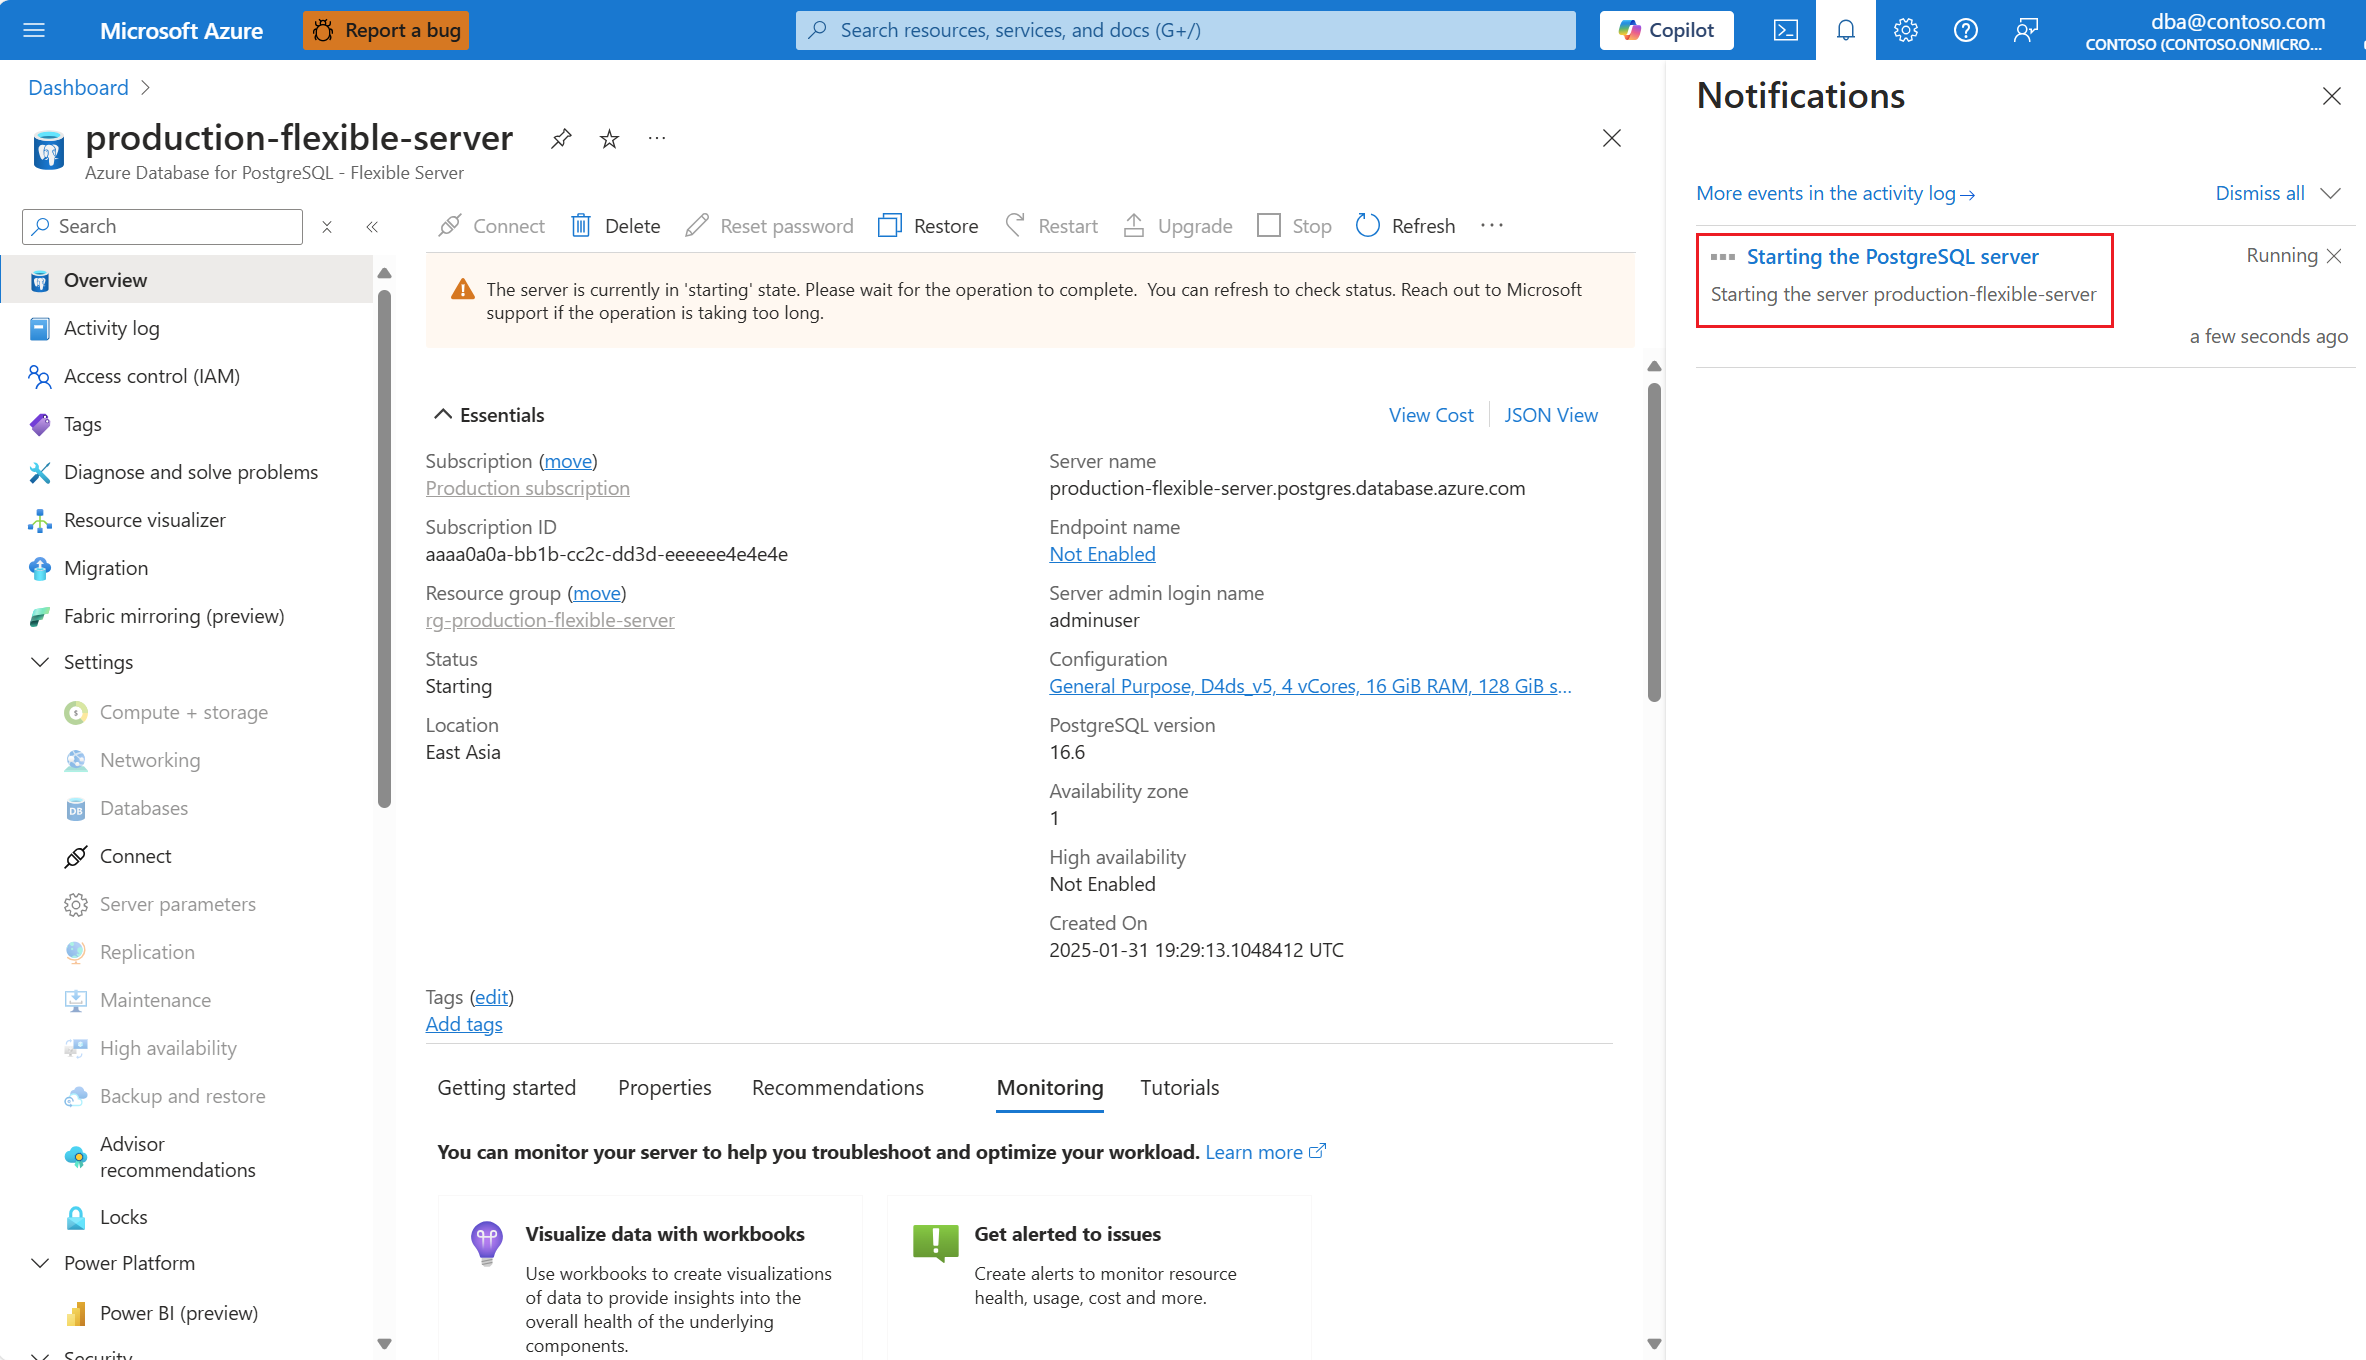 Microsoft Azure
Report a bug
Search resources, services, and docs (G+/)
Copilot
dba@contoso.com
CONTOSO (CONTOSO.ONMICRO...
Dashboard
production-flexible-server
Azure Database for PostgreSQL - Flexible Server
Search
Connect
Delete
Reset password
Restore
Restart
Upgrade
Stop
Refresh
Overview
Activity log
Access control (IAM)
Tags
Diagnose and solve problems
Resource visualizer
Migration
Fabric mirroring (preview)
Settings
Compute + storage
Networking
Databases
Connect
Server parameters
Replication
Maintenance
High availability
Backup and restore
Advisor
recommendations
Locks
Power Platform
Power BI (preview)
Security
The server is currently in 'starting' state. Please wait for the operation to complete.  You can refresh to check status. Reach out to Microsoft
support if the operation is taking too long.
Essentials
View Cost
JSON View
Subscription (move)
Production subscription
Subscription ID
aaaa0a0a-bb1b-cc2c-dd3d-eeeeee4e4e4e
Resource group (move)
rg-production-flexible-server
Status
Starting
Location
East Asia
Server name
production-flexible-server.postgres.database.azure.com
Endpoint name
Not Enabled
Server admin login name
adminuser
Configuration
General Purpose, D4ds_v5, 4 vCores, 16 GiB RAM, 128 GiB s...
PostgreSQL version
16.6
Availability zone
1
High availability
Not Enabled
Created On
2025-01-31 19:29:13.1048412 UTC
Tags (edit)
Add tags
Getting started
Properties
Recommendations
Monitoring
Tutorials
You can monitor your server to help you troubleshoot and optimize your workload. Learn more
Visualize data with workbooks
Use workbooks to create visualizations
of data to provide insights into the
overall health of the underlying
components.
Get alerted to issues
Create alerts to monitor resource
health, usage, cost and more.
Notifications
More events in the activity log→
Dismiss all
Starting the PostgreSQL server
Running
Starting the server production-flexible-server
a few seconds ago